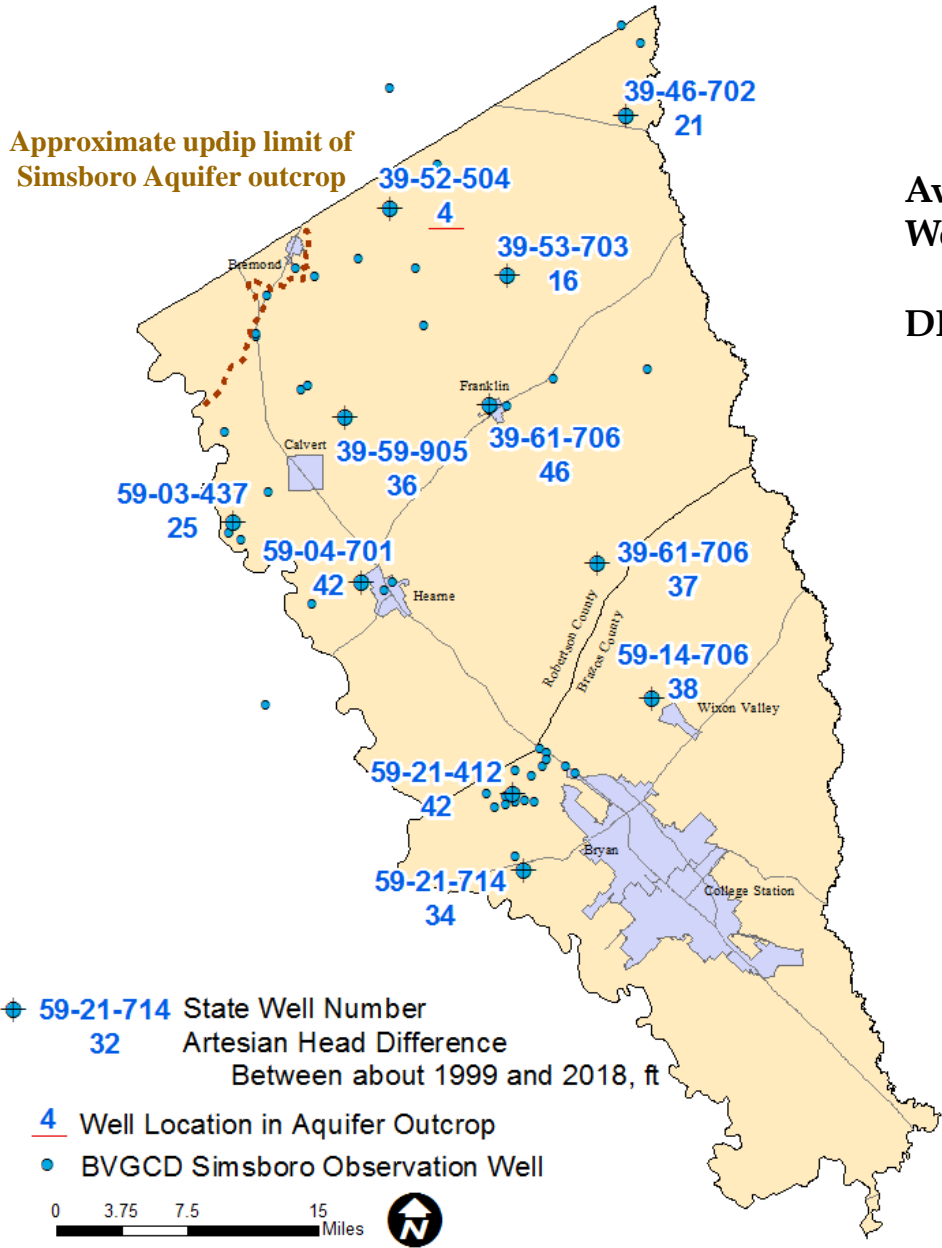 39-46-702
21
Approximate updip limit of
Simsboro Aquifer outcrop
39-52-504
4
Av
We
39-53-703
16
Bremond
DI
Franklin
39-61-706
46
Calvert
39-59-905
36
59-03-437
25
59-04-701
42
Hearne
39-61-706
37
Robertson County
Brazos County
59-14-706
38
Wixon Valley
59-21-412
42
Bryan
59-21-714
34
College Station
59-21-714 State Well Number
32 Artesian Head Difference
Between about 1999 and 2018, ft
4 Well Location in Aquifer Outcrop
BVGCD Simsboro Observation Well
0 3.75 7.5 15
Miles
N